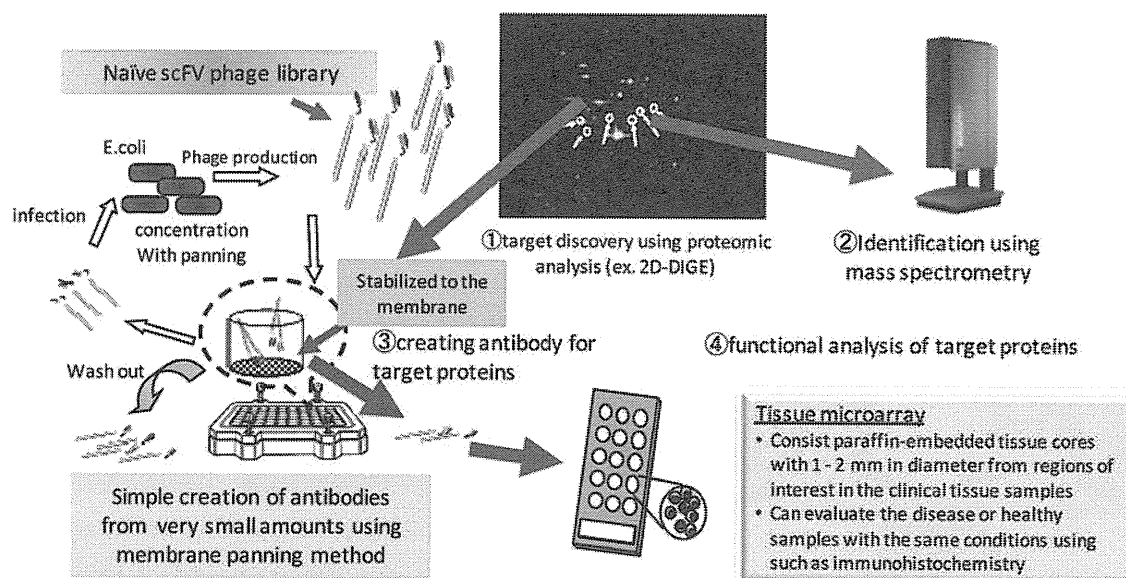 Naïve scFV phage library
E.coli
Phage production
infection
concentration
With panning
①target discovery using proteomic
analysis (ex. 2D-DIGE)
②Identification using
mass spectrometry
Stabilized to the
membrane
③creating antibody for
target proteins
④functional analysis of target proteins
Wash out
Simple creation of antibodies
from very small amounts using
membrane panning method
Tissue microarray
• Consist paraffin-embedded tissue cores
with 1 - 2 mm in diameter from regions of
interest in the clinical tissue samples
• Can evaluate the disease or healthy
samples with the same conditions using
such as immunohistochemistry